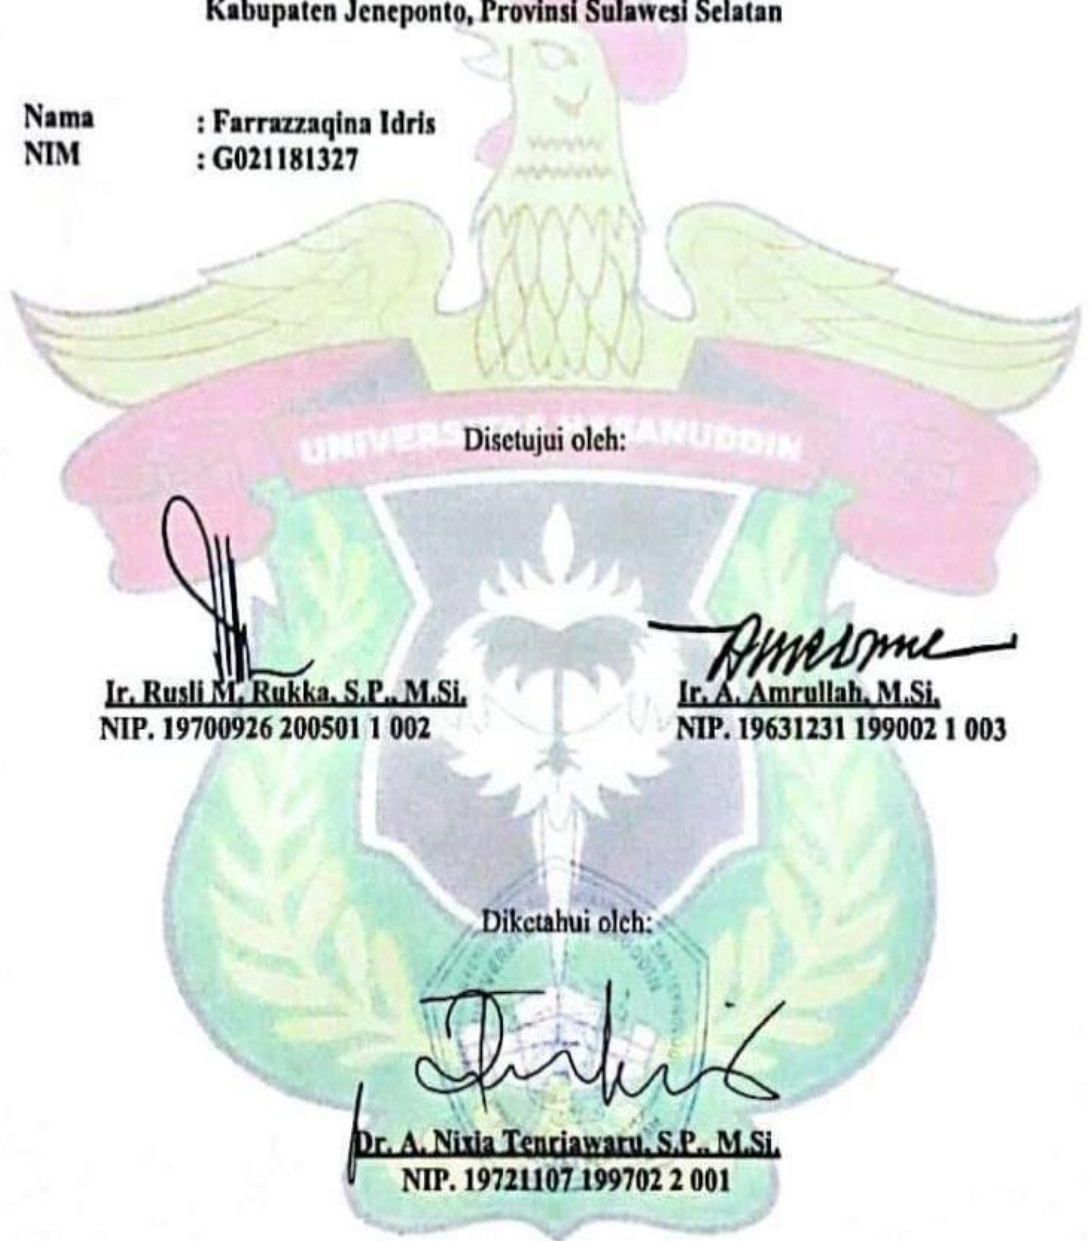 Kabupaten Jeneponto, Provinsi Sulawesi Selatan
Nama : Farrazzaqina Idris
NIM : G021181327
UNIVERSITAS HASANUDDIN
Disetujui oleh:
Ir. Rusli M. Rukka, S.P., M.Si.
NIP. 19700926 200501 1 002
Ir. A. Amrullah, M.Si.
NIP. 19631231 199002 1 003
Diketahui oleh:
Dr. A. Nixia Tenriawaru, S.P., M.Si.
NIP. 19721107 199702 2 001